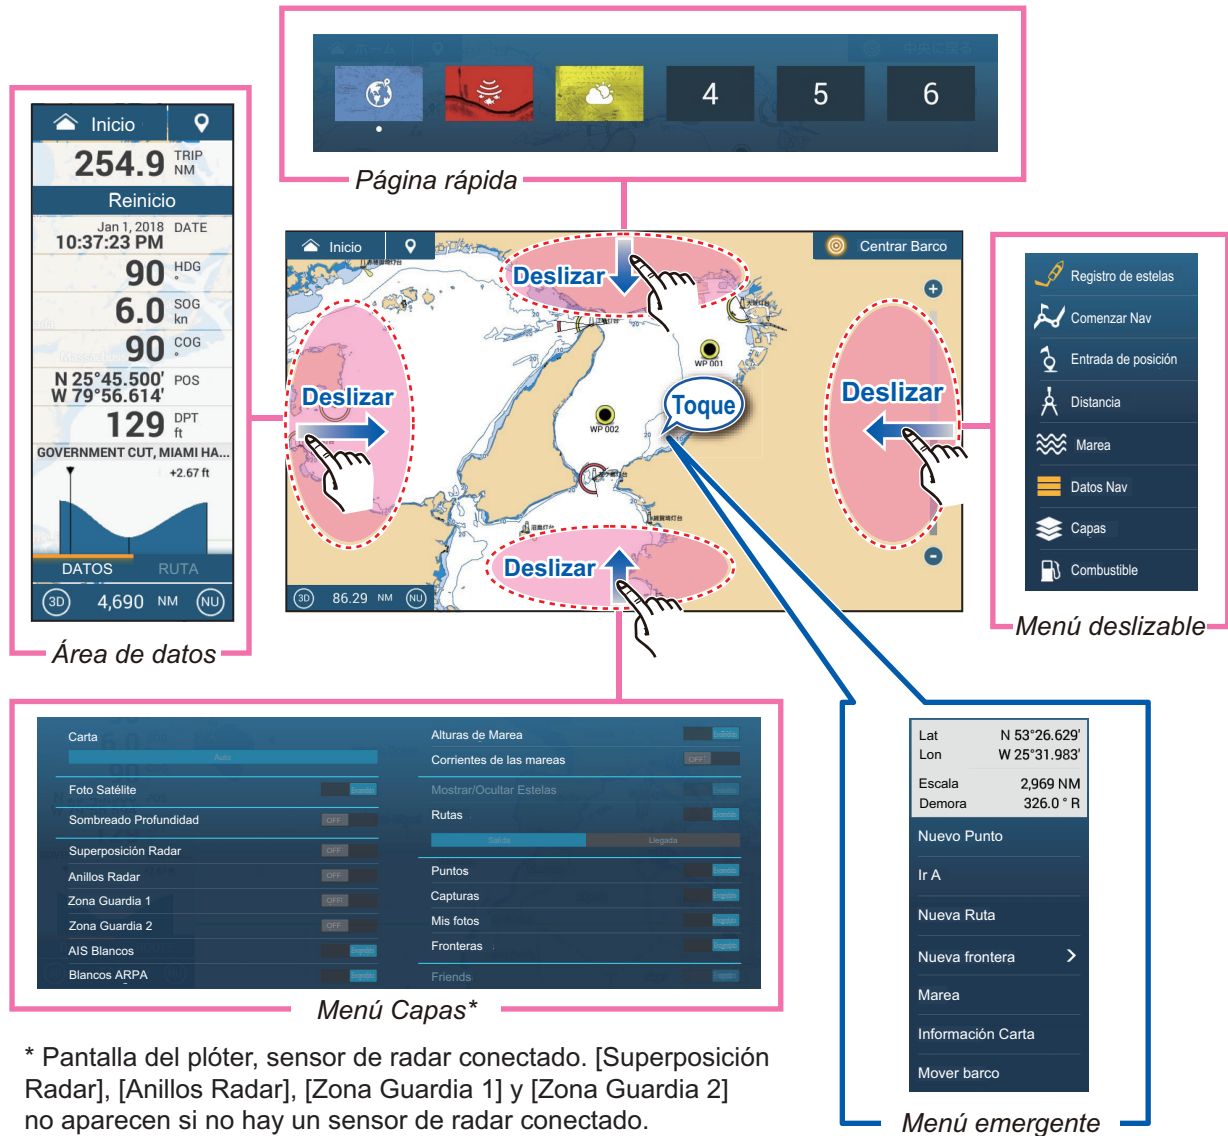 4
5
6
Página rápida
Inicio
254.9 TRIP NM
Reinicio
Jan 1, 2018 DATE
10:37:23 PM
90 HDG °
6.0 SOG kn
90 COG °
N 25°45.500' POS
W 79°56.614'
129 DPT ft
GOVERNMENT CUT, MIAMI HA...
+2.67 ft
DATOS RUTA
3D 4,690 NM NU
Área de datos
Inicio
Centrar Barco
Deslizar
Deslizar
Deslizar
Deslizar
Toque
WP 001
WP 002
3D 86.29 NM NU
Registro de estelas
Comenzar Nav
Entrada de posición
Distancia
Marea
Datos Nav
Capas
Combustible
Menú deslizable
Carta
Auto
Foto Satélite
Sombreado Profundidad OFF
Superposición Radar OFF
Anillos Radar OFF
Zona Guardia 1 OFF
Zona Guardia 2 OFF
AIS Blancos
Blancos ARPA
Alturas de Marea
Corrientes de las mareas OFF
Mostrar/Ocultar Estelas
Rutas
Salida Llegada
Puntos
Capturas
Mis fotos
Fronteras
Friends
Menú Capas*
Lat N 53°26.629'
Lon W 25°31.983'
Escala 2,969 NM
Demora 326.0 ° R
Nuevo Punto
Ir A
Nueva Ruta
Nueva frontera >
Marea
Información Carta
Mover barco
Menú emergente
* Pantalla del plóter, sensor de radar conectado. [Superposición
Radar], [Anillos Radar], [Zona Guardia 1] y [Zona Guardia 2]
no aparecen si no hay un sensor de radar conectado.